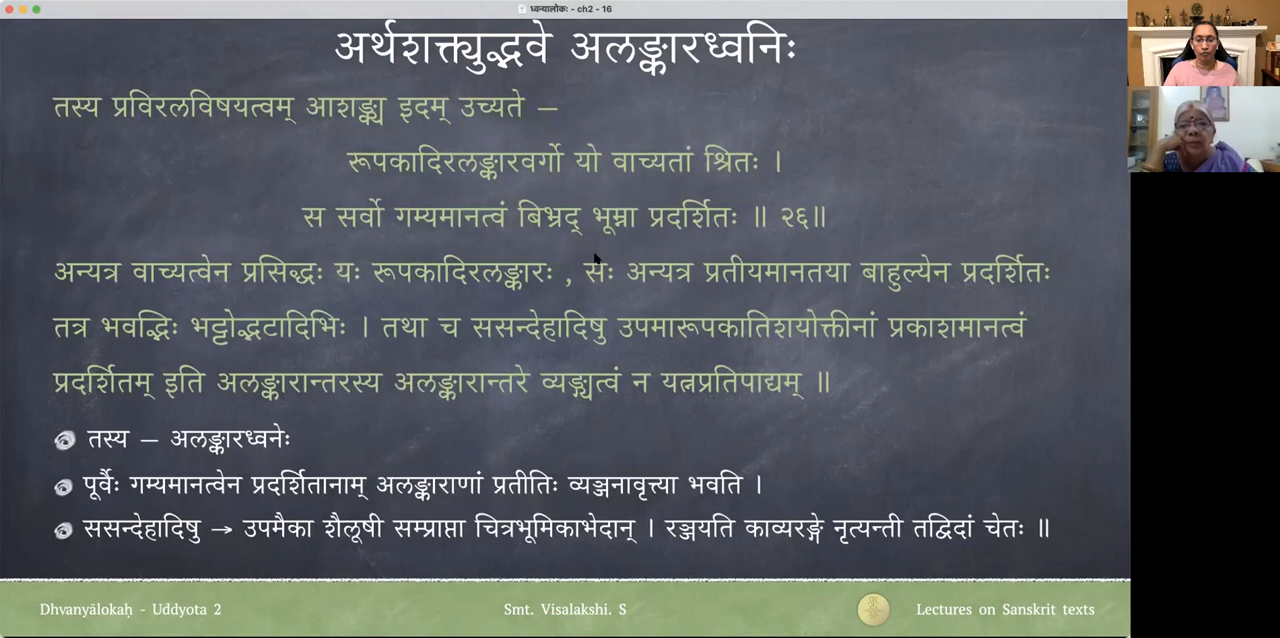 ध्वन्यालोकः - ch2 - 16
अर्थशक्त्युद्भवे अलङ्कारध्वनिः
तस्य प्रविरलविषयत्वम् आशङ्क्य इदम् उच्यते –
रूपकादिरलङ्कारवर्गो यो वाच्यतां श्रितः ।
स सर्वो गम्यमानत्वं बिभ्रद् भूम्ना प्रदर्शितः ॥ २६॥
अन्यत्र वाच्यत्वेन प्रसिद्धः यः रूपकादिरलङ्कारः , सः अन्यत्र प्रतीयमानतया बाहुल्येन प्रदर्शितः
तत्र भवद्भिः भट्टोद्भटादिभिः । तथा च ससन्देहादिषु उपमारूपकातिशयोक्तीनां प्रकाशमानत्वं
प्रदर्शितम् इति अलङ्कारान्तरस्य अलङ्कारान्तरे व्यङ्ग्यत्वं न यत्नप्रतिपाद्यम् ॥
तस्य – अलङ्कारध्वनेः
पूर्वैः गम्यमानत्वेन प्रदर्शितानाम् अलङ्काराणां प्रतीतिः व्यञ्जनावृत्त्या भवति ।
ससन्देहादिषु → उपमैका शैलूषी सम्प्राप्ता चित्रभूमिकाभेदान् । रञ्जयति काव्यरङ्गे नृत्यन्ती तद्विदां चेतः ॥
Dhvanyālokaḥ - Uddyota 2 Smt. Visalakshi. S Lectures on Sanskrit texts